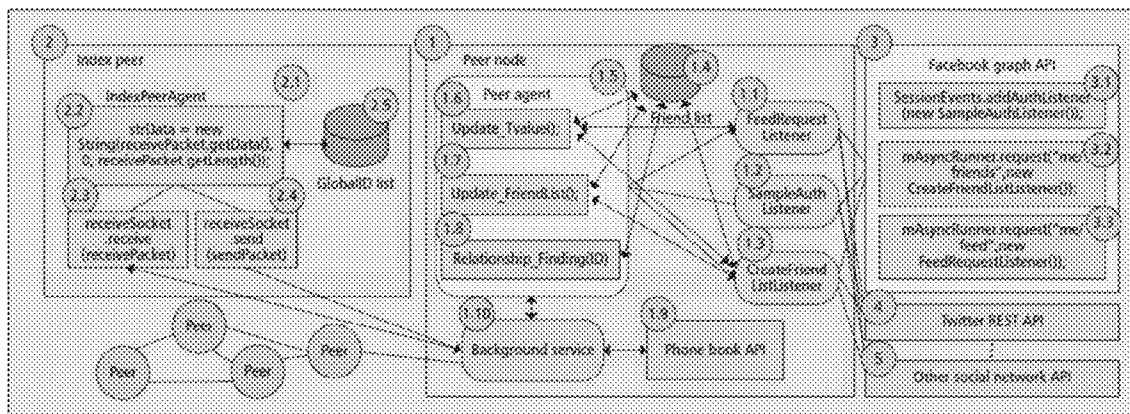 2
Index peer
2.1
2.2
IndexPeerAgent
strData = new
String(receivePacket.getData(),
0, receivePacket.getLength());
2.5
GlobalID list
2.3
receiveSocket
.receive
(receivePacket)
2.4
receiveSocket
.send
(sendPacket)
Peer
Peer
Peer
Peer
1
Peer node
1.5
1.4
Friend list
Peer agent
1.6
Update_Tvalue();
1.7
Update_FriendList();
1.8
Relationship_Finding(ID)
1.1
FeedRequest
Listener
1.2
SampleAuth
Listener
1.3
CreateFriend
ListListener
1.10
Background service
1.9
Phone book API
3
Facebook graph API
3.1
SessionEvents.addAuthListener
(new SampleAuthListener());
3.2
mAsyncRunner.request("me/
friends",new
CreateFriendListListener());
3.3
mAsyncRunner.request("me/
feed",new
FeedRequestListener());
4
Twitter REST API
5
Other social network API